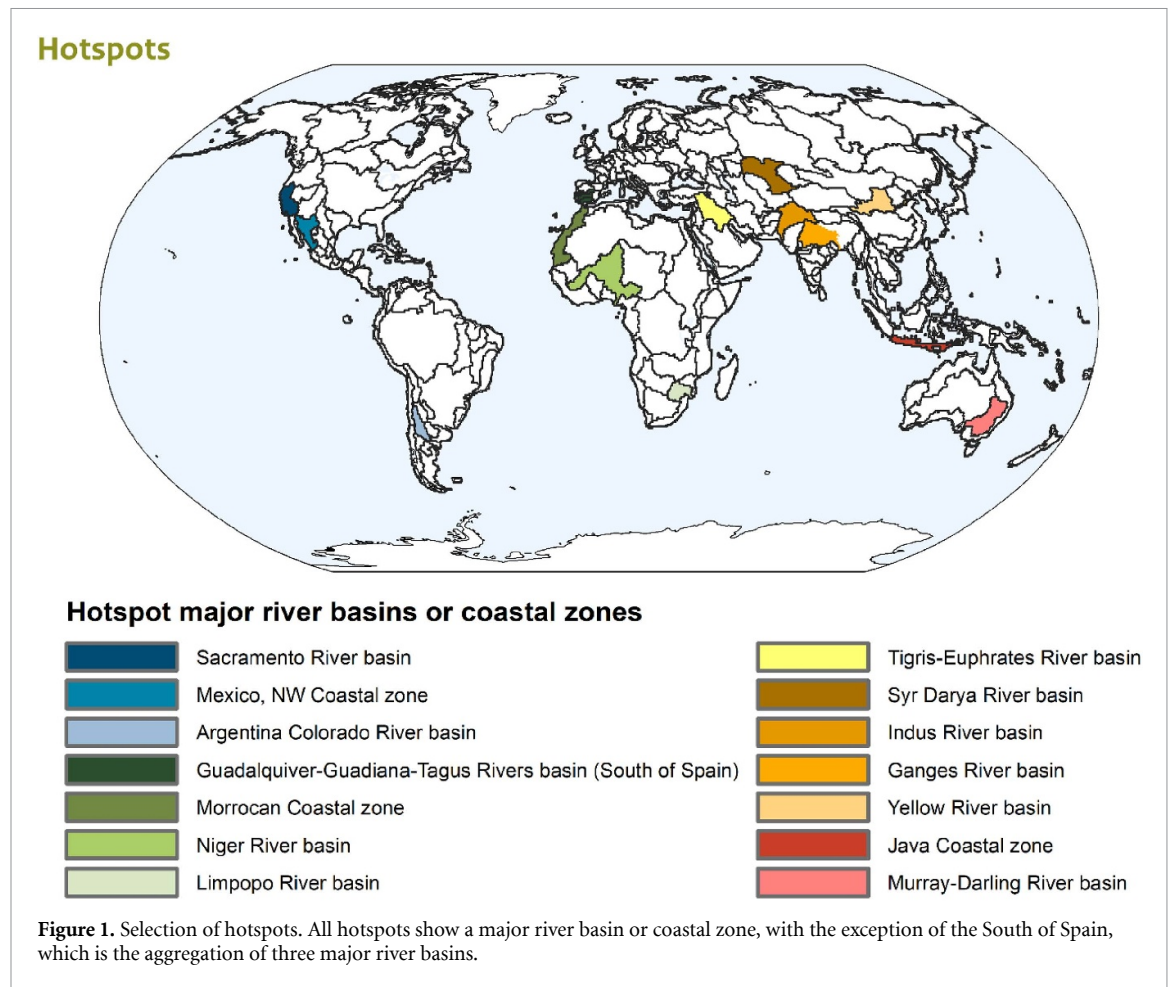 Hotspots
Hotspot major river basins or coastal zones
Sacramento River basin
Mexico, NW Coastal zone
Argentina Colorado River basin
Guadalquiver-Guadiana-Tagus Rivers basin (South of Spain)
Morrocan Coastal zone
Niger River basin
Limpopo River basin
Tigris-Euphrates River basin
Syr Darya River basin
Indus River basin
Ganges River basin
Yellow River basin
Java Coastal zone
Murray-Darling River basin
Figure 1. Selection of hotspots. All hotspots show a major river basin or coastal zone, with the exception of the South of Spain,
which is the aggregation of three major river basins.